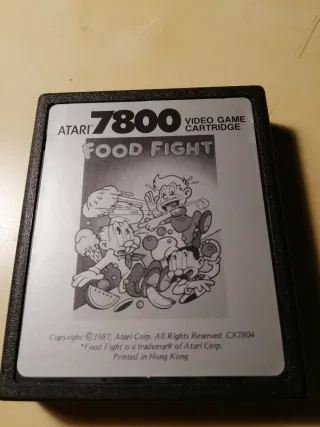 ATARI™ 7800 VIDEO GAME
CARTRIDGE
FOOD FIGHT
Copyright ©1987, Atari Corp. All Rights Reserved. CX7804
"Food Fight is a trademark of Atari Corp.
Printed in Hong Kong